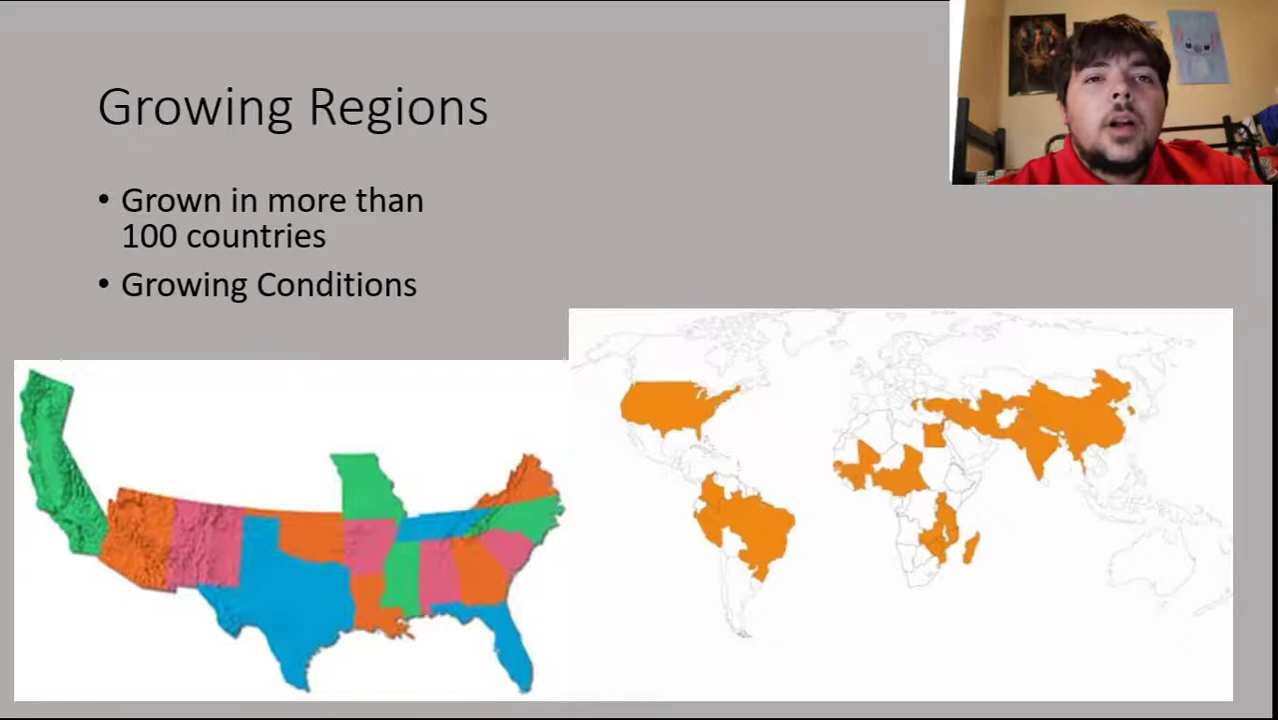 Growing Regions
• Grown in more than
100 countries
• Growing Conditions